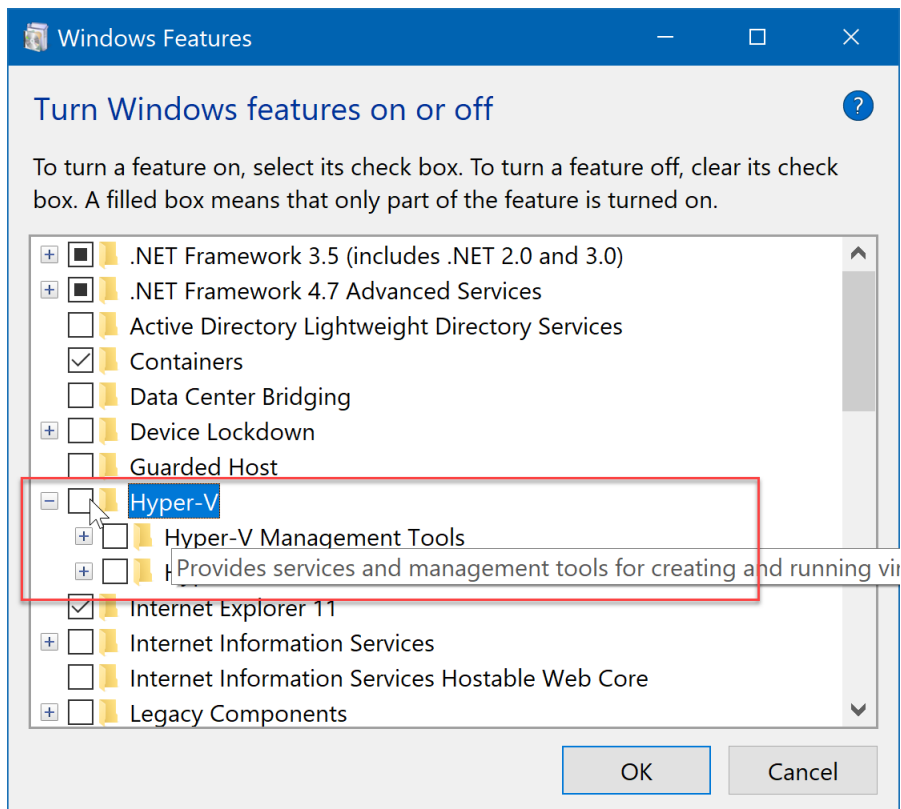 Windows Features
Turn Windows features on or off
?
To turn a feature on, select its check box. To turn a feature off, clear its check
box. A filled box means that only part of the feature is turned on.
.NET Framework 3.5 (includes .NET 2.0 and 3.0)
.NET Framework 4.7 Advanced Services
Active Directory Lightweight Directory Services
Containers
Data Center Bridging
Device Lockdown
Guarded Host
Hyper-V
Hyper-V Management Tools
Provides services and management tools for creating and running vir
Internet Explorer 11
Internet Information Services
Internet Information Services Hostable Web Core
Legacy Components
OK
Cancel